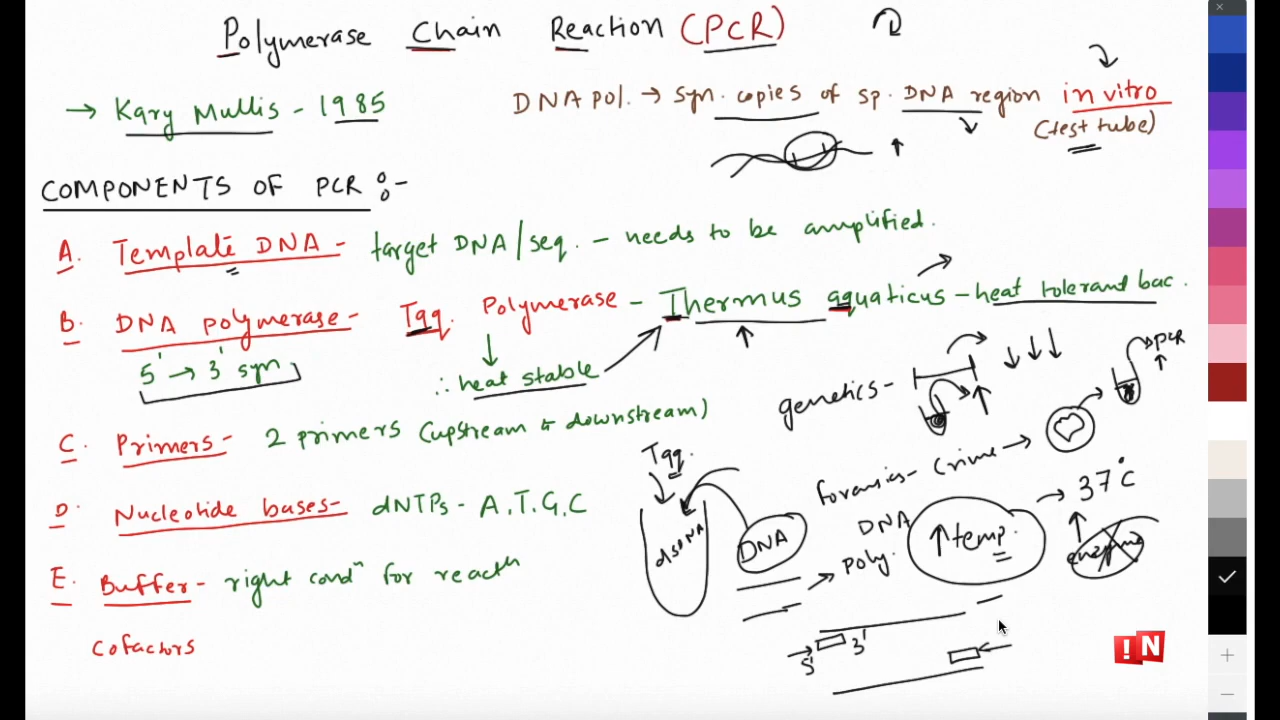 Polymerase Chain Reaction (PCR)
→ Kary Mullis - 1985
DNA pol. → syn. copies of sp. DNA region in vitro
(test tube)
COMPONENTS OF PCR :-
A. Template DNA - target DNA/seq. - needs to be amplified.
B. DNA polymerase - Taq. Polymerase - Thermus aquaticus - heat tolerant bac.
5' → 3' syn
∴ heat stable
C. Primers - 2 primers (upstream & downstream)
D. Nucleotide bases - dNTPs - A.T.G.C
E. Buffer - right condⁿ for reactⁿ
cofactors
genetics -
PCR
forensics - crime →
Taq.
dsDNA
DNA
DNA
poly.
↑ temp.
→ 37°C
enzyme
5'
3'
!N